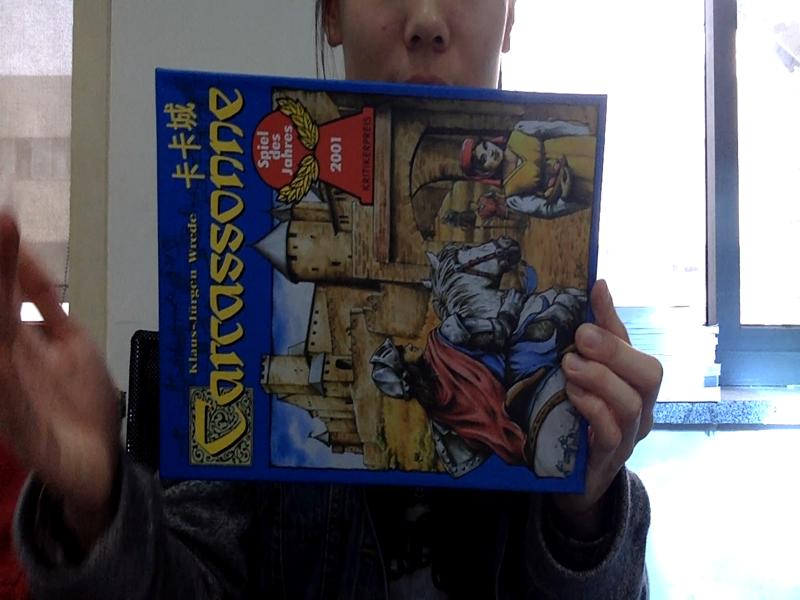 卡卡城
Klaus-Jürgen Wrede
Carcassonne
Spiel
des
Jahres
2001
KRITIKERPREIS